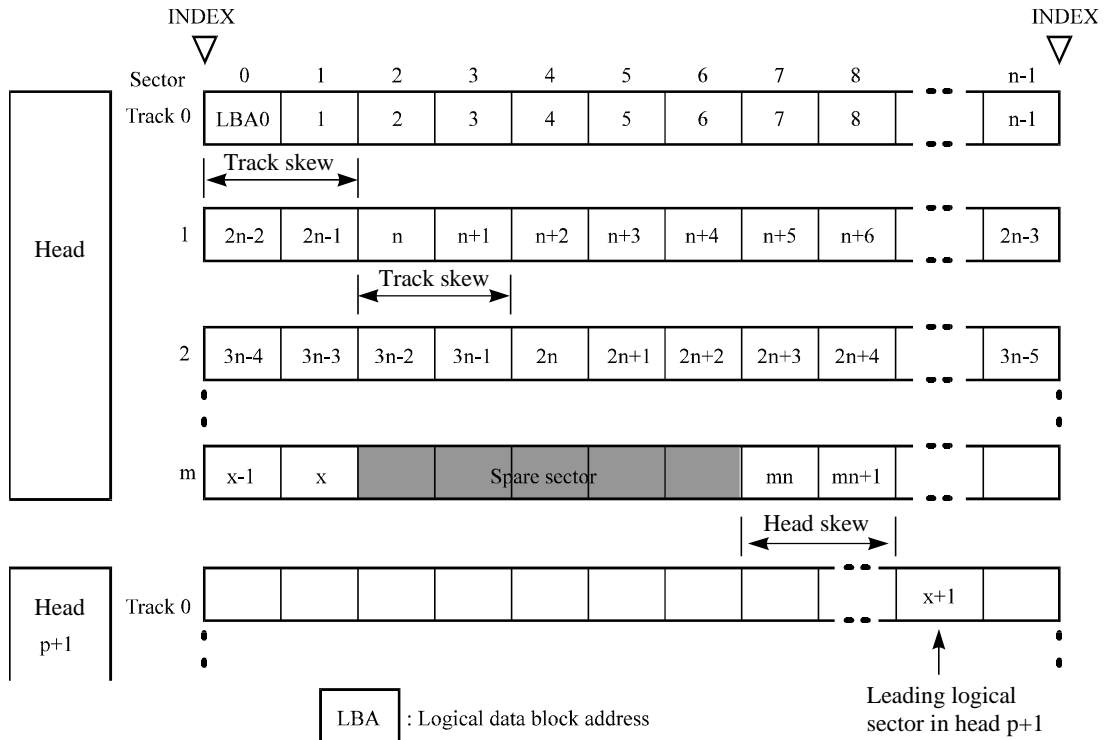 INDEX INDEX
Sector 0 1 2 3 4 5 6 7 8 n-1
Track 0 LBA0 1 2 3 4 5 6 7 8 n-1
Track skew
Head
1 2n-2 2n-1 n n+1 n+2 n+3 n+4 n+5 n+6 2n-3
Track skew
2 3n-4 3n-3 3n-2 3n-1 2n 2n+1 2n+2 2n+3 2n+4 3n-5
m x-1 x Spare sector mn mn+1
Head skew
Head
p+1
Track 0 x+1
Leading logical
sector in head p+1
LBA : Logical data block address